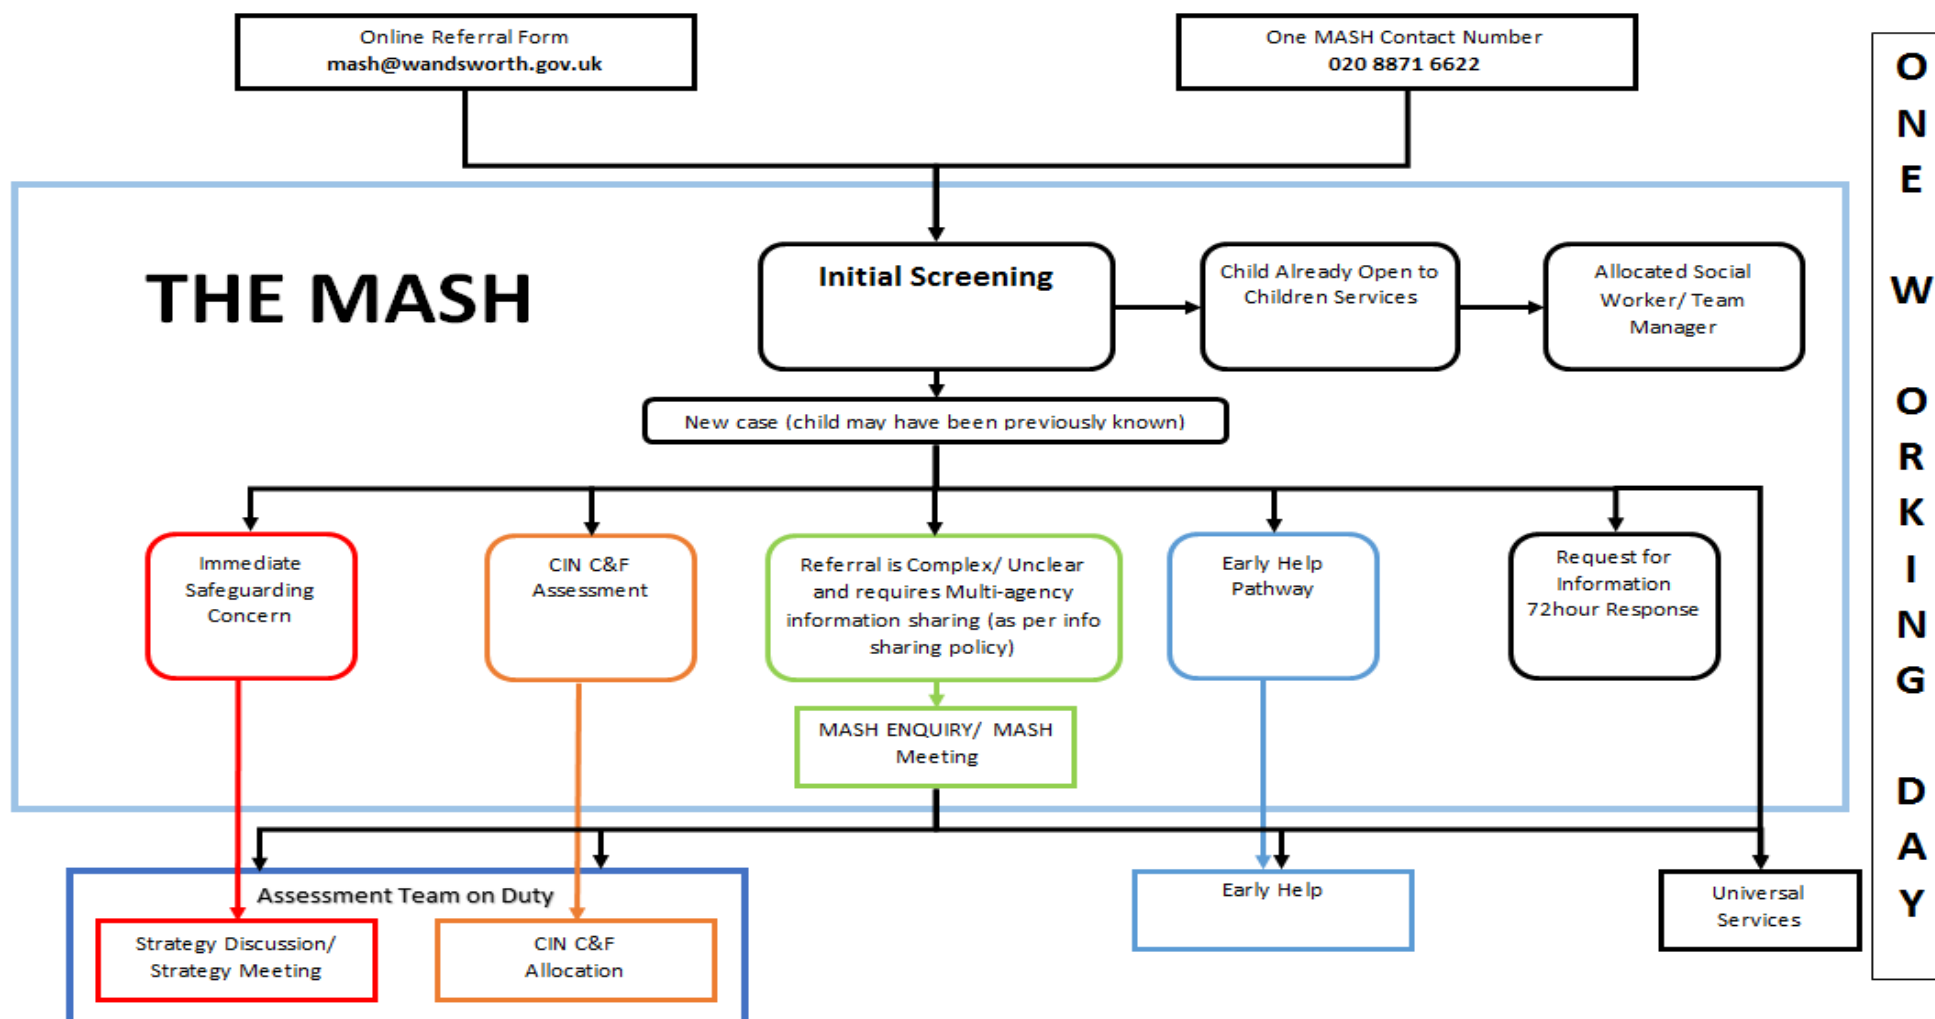 Online Referral Form
mash@wandsworth.gov.uk
One MASH Contact Number
020 8871 6622
THE MASH
Initial Screening
Child Already Open to
Children Services
Allocated Social
Worker/ Team
Manager
New case (child may have been previously known)
Immediate
Safeguarding
Concern
CIN C&F
Assessment
Referral is Complex/ Unclear
and requires Multi-agency
information sharing (as per info
sharing policy)
Early Help
Pathway
Request for
Information
72hour Response
MASH ENQUIRY/ MASH
Meeting
Assessment Team on Duty
Strategy Discussion/
Strategy Meeting
CIN C&F
Allocation
Early Help
Universal
Services
O
N
E
W
O
R
K
I
N
G
D
A
Y